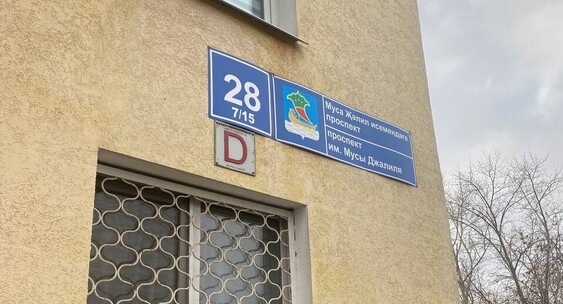 28
7/15
Муса Җәлил исемендәге
проспект
проспект
им. Мусы Джалиля
D